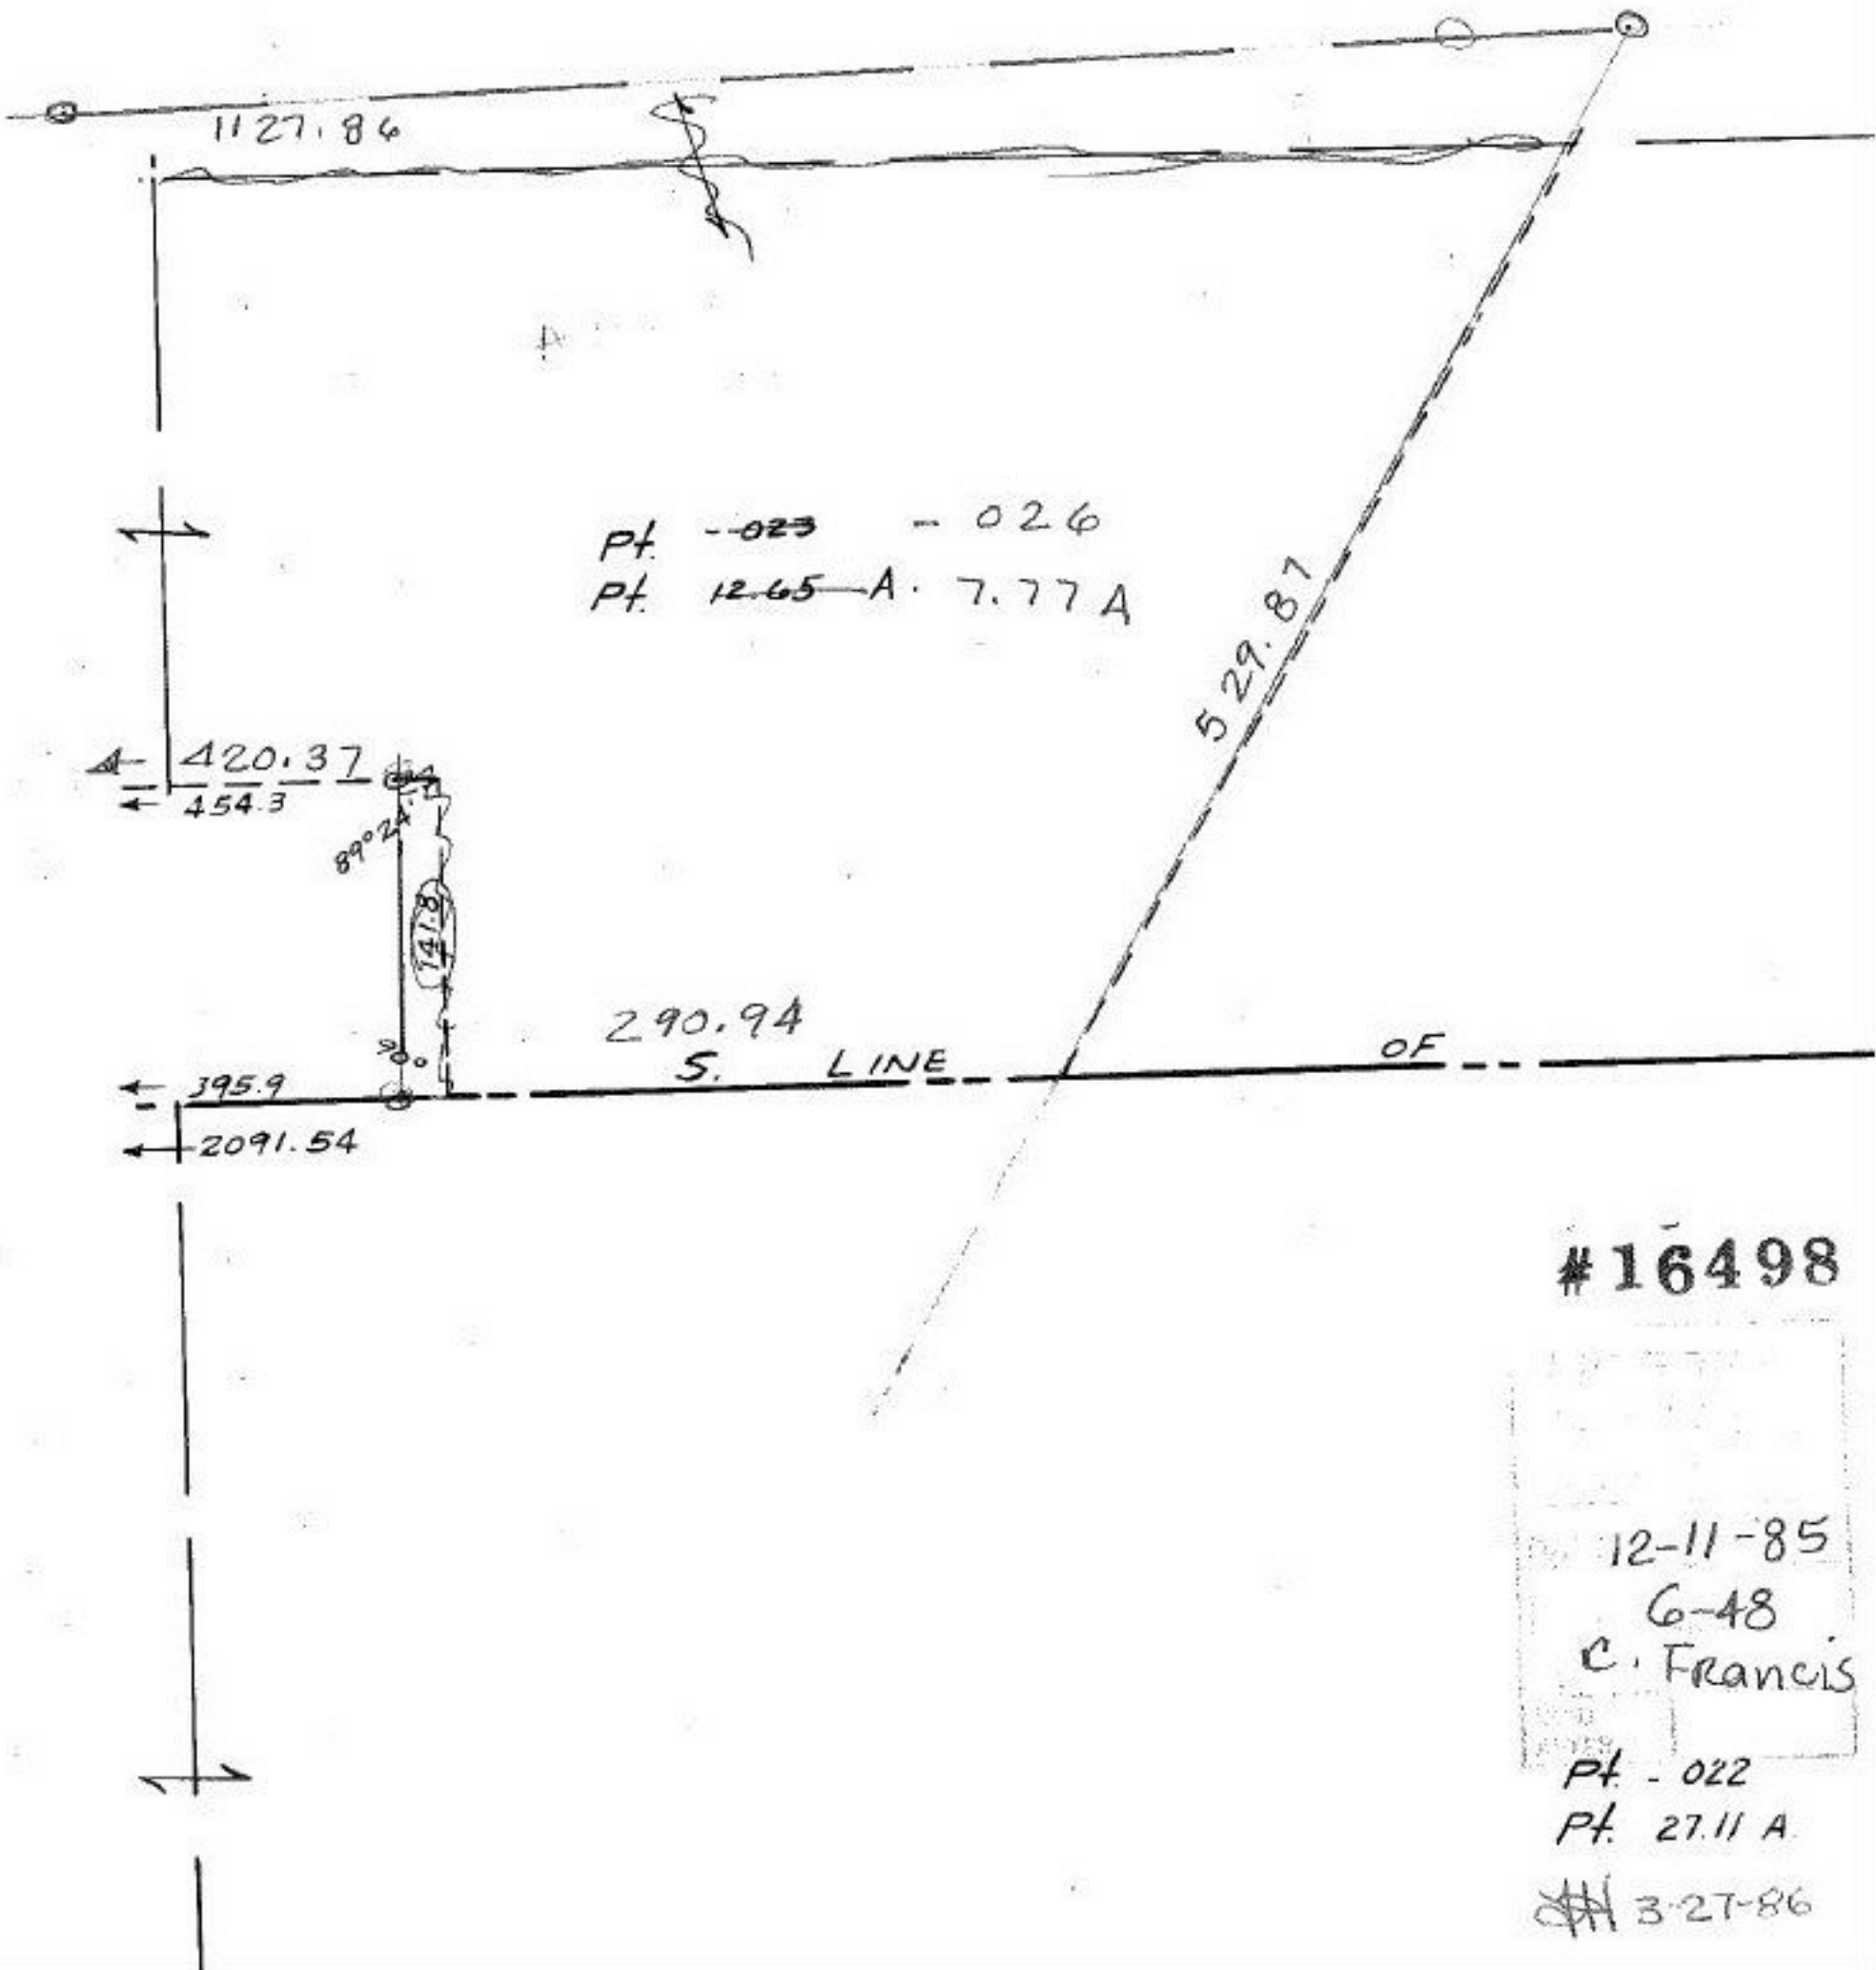 1127.86
Pt. -023 - 026
Pt. 12.65 A. 7.77 A
529.87
420.37
454.3
89°24'
141.8
290.94
S. LINE OF
90°
395.9
2091.54
#16498
12-11-85
6-48
C. Francis
Pt. - 022
Pt. 27.11 A.
3-27-86